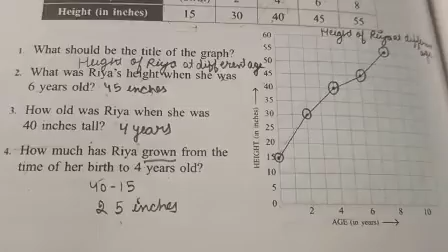 6 8
Height (in inches) 15 30 40 45 55
1. What should be the title of the graph?
Height of Riya at different age
2. What was Riya's height when she was
6 years old? 45 inches
3. How old was Riya when she was
40 inches tall? 4 years
4. How much has Riya grown from the
time of her birth to 4 years old?
40-15
25 inches
Height of Riya at different
age
60
55
50
45
40
35
30
25
20
15
10
5
HEIGHT (in inches)
2 4 6 8 10
AGE (in years)